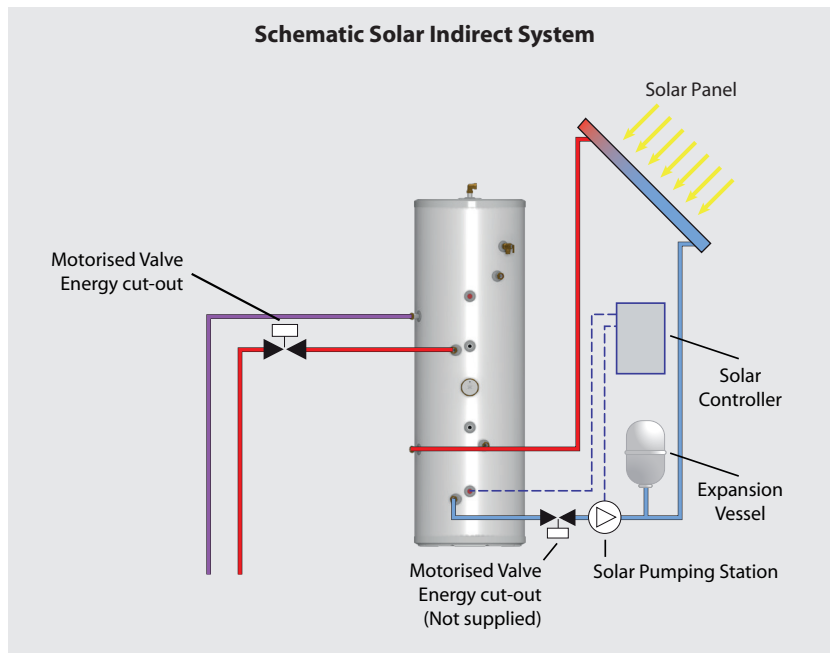 Schematic Solar Indirect System
Solar Panel
Motorised Valve
Energy cut-out
Solar
Controller
Expansion
Vessel
Motorised Valve
Energy cut-out
(Not supplied)
Solar Pumping Station